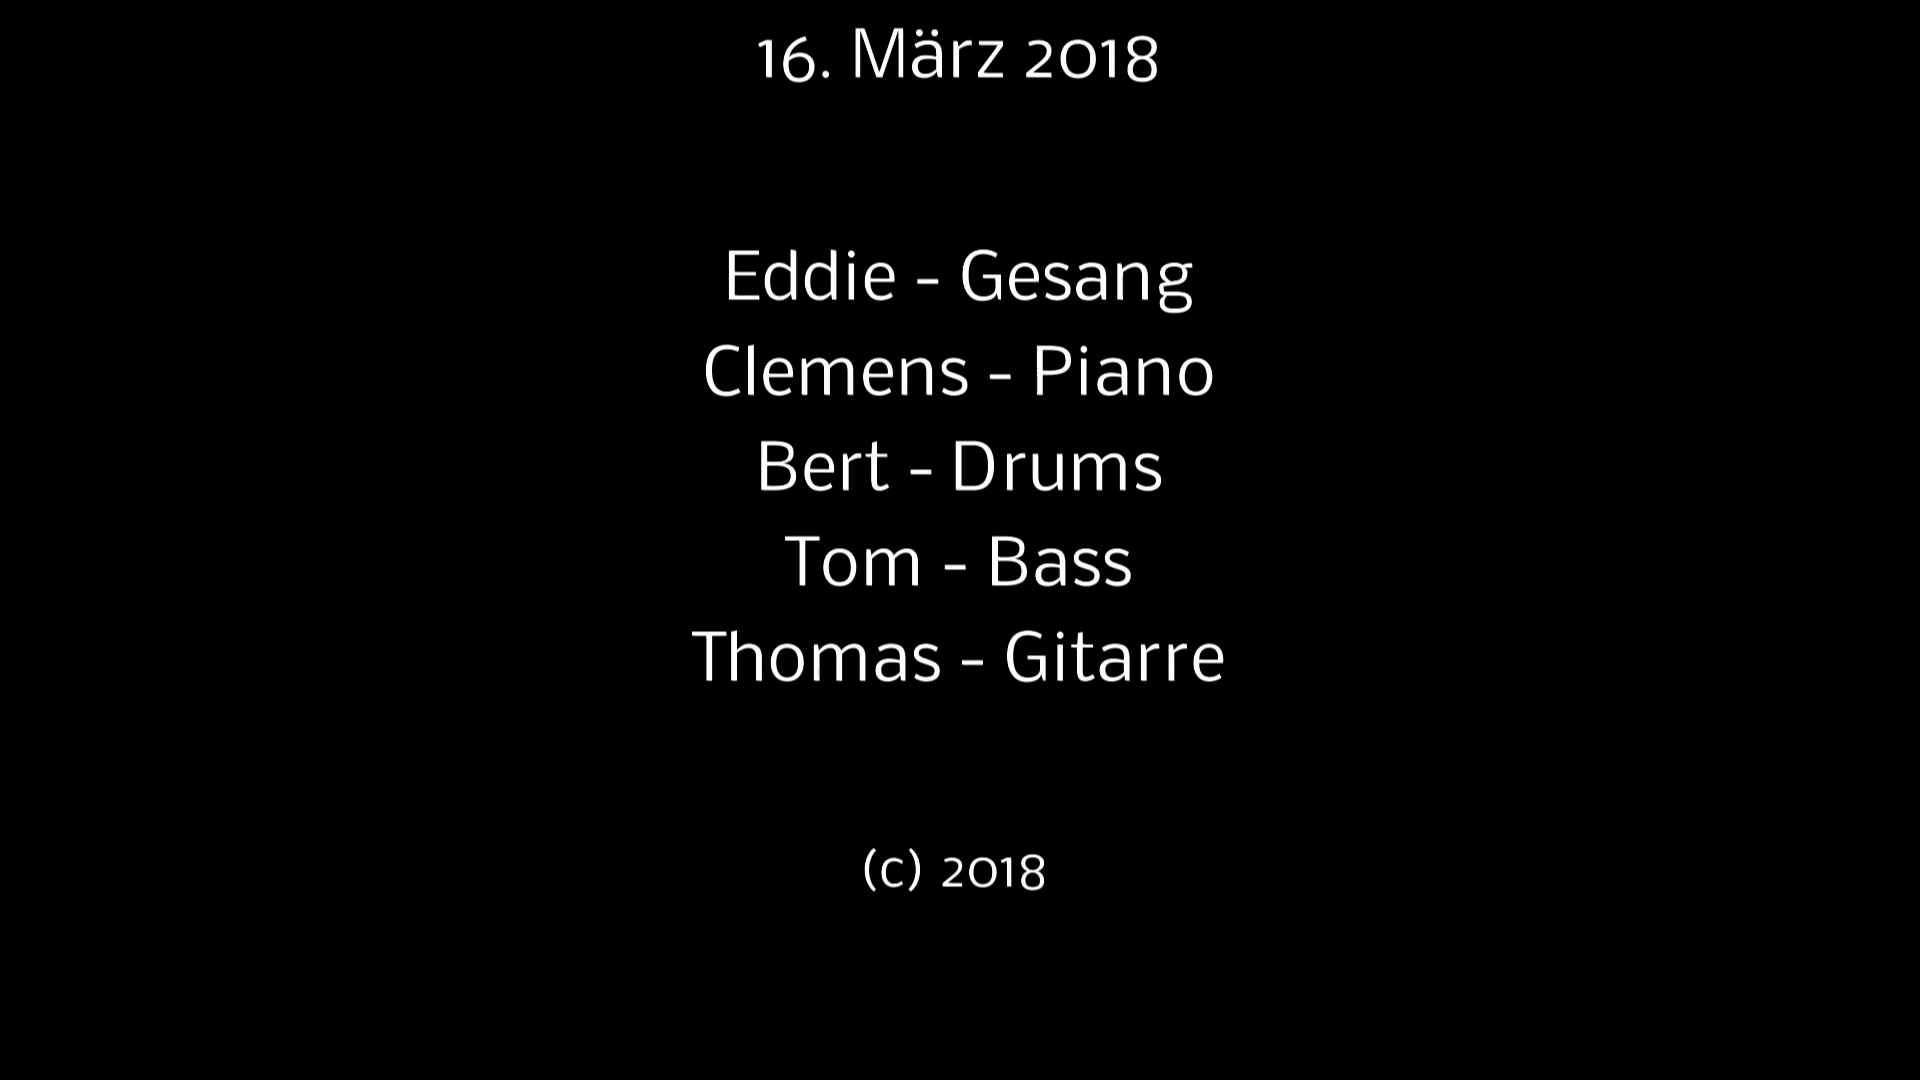 16. März 2018
Eddie - Gesang
Clemens - Piano
Bert - Drums
Tom - Bass
Thomas - Gitarre
(c) 2018